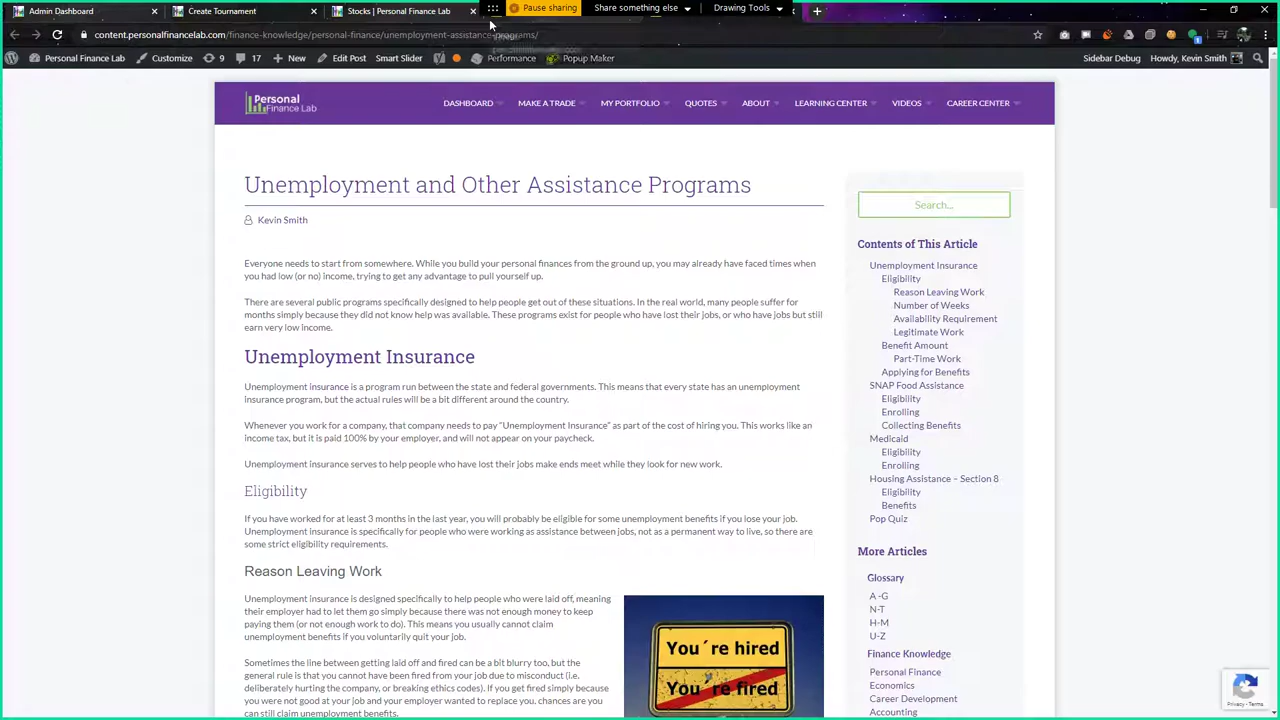 Admin Dashboard
Create Tournament
Stocks | Personal Finance Lab
Pause sharing
Share something else
Drawing Tools
content.personalfinancelab.com/finance-knowledge/personal-finance/unemployment-assistance-programs/
Personal Finance Lab
Customize
9
17
New
Edit Post
Smart Slider
Performance
Popup Maker
Sidebar Debug
Howdy, Kevin Smith
Personal
Finance Lab
DASHBOARD
MAKE A TRADE
MY PORTFOLIO
QUOTES
ABOUT
LEARNING CENTER
VIDEOS
CAREER CENTER
Unemployment and Other Assistance Programs
Kevin Smith
Everyone needs to start from somewhere. While you build your personal finances from the ground up, you may already have faced times when
you had low (or no) income, trying to get any advantage to pull yourself up.
There are several public programs specifically designed to help people get out of these situations. In the real world, many people suffer for
months simply because they did not know help was available. These programs exist for people who have lost their jobs, or who have jobs but still
earn very low income.
Unemployment Insurance
Unemployment insurance is a program run between the state and federal governments. This means that every state has an unemployment
insurance program, but the actual rules will be a bit different around the country.
Whenever you work for a company, that company needs to pay "Unemployment Insurance" as part of the cost of hiring you. This works like an
income tax, but it is paid 100% by your employer, and will not appear on your paycheck.
Unemployment insurance serves to help people who have lost their jobs make ends meet while they look for new work.
Eligibility
If you have worked for at least 3 months in the last year, you will probably be eligible for some unemployment benefits if you lose your job.
Unemployment insurance is specifically for people who were working as assistance between jobs, not as a permanent way to live, so there are
some strict eligibility requirements.
Reason Leaving Work
Unemployment insurance is designed specifically to help people who were laid off, meaning
their employer had to let them go simply because there was not enough money to keep
paying them (or not enough work to do). This means you usually cannot claim
unemployment benefits if you voluntarily quit your job.
Sometimes the line between getting laid off and fired can be a bit blurry too, but the
general rule is that you cannot have been fired from your job due to misconduct (i.e.
deliberately hurting the company, or breaking ethics codes). If you get fired simply because
you were not good at your job and your employer wanted to replace you, chances are you
can still claim unemployment benefits.
You´re hired
You´re fired
Search...
Contents of This Article
Unemployment Insurance
Eligibility
Reason Leaving Work
Number of Weeks
Availability Requirement
Legitimate Work
Benefit Amount
Part-Time Work
Applying for Benefits
SNAP Food Assistance
Eligibility
Enrolling
Collecting Benefits
Medicaid
Eligibility
Enrolling
Housing Assistance – Section 8
Eligibility
Benefits
Pop Quiz
More Articles
Glossary
A -G
N-T
H-M
U-Z
Finance Knowledge
Personal Finance
Economics
Career Development
Accounting
Privacy - Terms